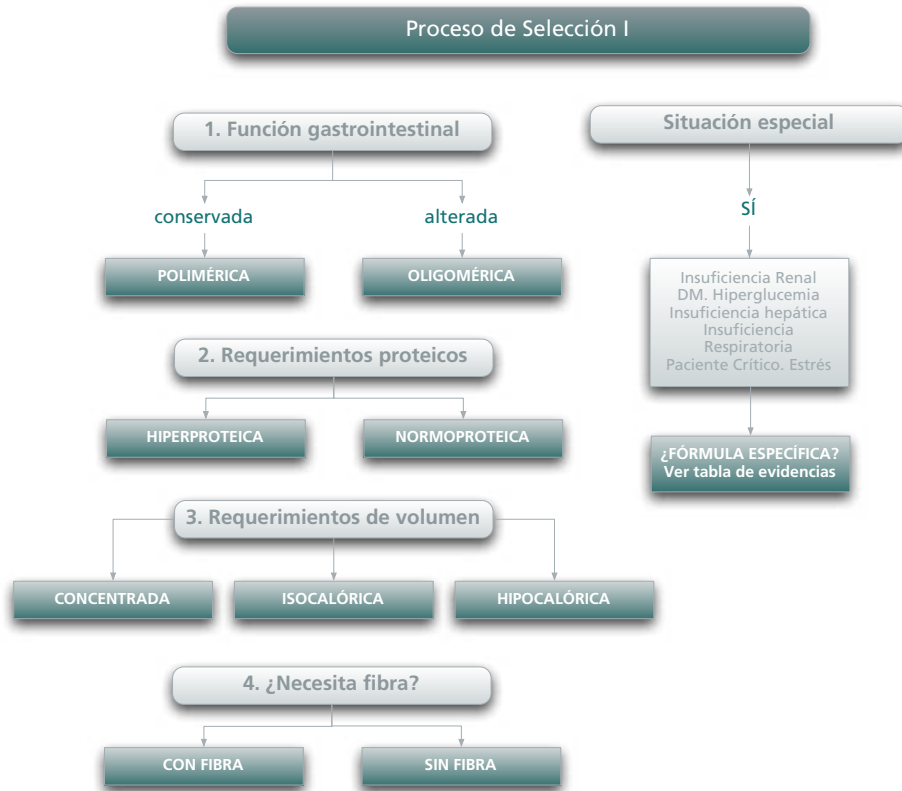 Proceso de Selección I
1. Función gastrointestinal
conservada
alterada
POLIMÉRICA
OLIGOMÉRICA
2. Requerimientos proteicos
HIPERPROTEICA
NORMOPROTEICA
3. Requerimientos de volumen
CONCENTRADA
ISOCALÓRICA
HIPOCALÓRICA
4. ¿Necesita fibra?
CON FIBRA
SIN FIBRA
Situación especial
SÍ
Insuficiencia Renal
DM. Hiperglucemia
Insuficiencia hepática
Insuficiencia
Respiratoria
Paciente Crítico. Estrés
¿FÓRMULA ESPECÍFICA?
Ver tabla de evidencias